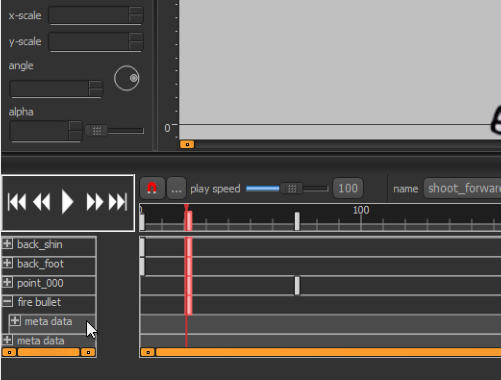 x-scale
y-scale
angle
alpha
0
... play speed 100 name shoot_forward
100
back_shin
back_foot
point_000
fire bullet
meta data
meta data